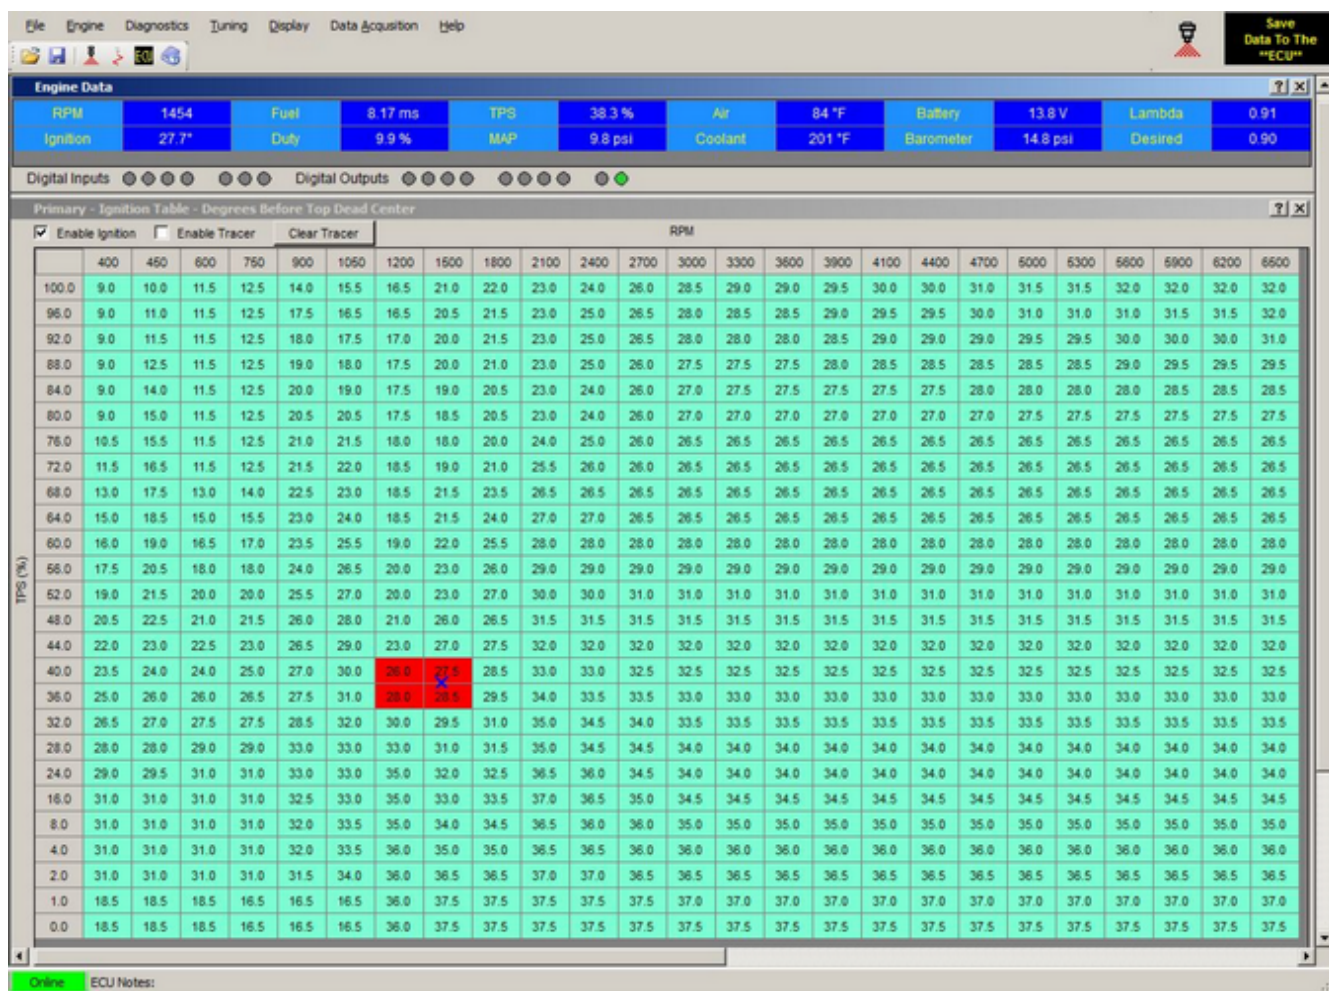 File Engine Diagnostics Tuning Display Data Acqusition Help
Save
Data To The
**ECU**
ECU
Engine Data
RPM 1454 Fuel 8.17 ms TPS 38.3 % Air 84 °F Battery 13.8 V Lambda 0.91
Ignition 27.7° Duty 9.9 % MAP 9.8 psi Coolant 201 °F Barometer 14.8 psi Desired 0.90
Digital Inputs Digital Outputs
Primary - Ignition Table - Degrees Before Top Dead Center
Enable Ignition Enable Tracer Clear Tracer RPM
400 450 600 750 900 1050 1200 1500 1800 2100 2400 2700 3000 3300 3600 3900 4100 4400 4700 5000 5300 5600 5900 6200 6500
100.0 9.0 10.0 11.5 12.5 14.0 15.5 16.5 21.0 22.0 23.0 24.0 26.0 28.5 29.0 29.0 29.5 30.0 30.0 31.0 31.5 31.5 32.0 32.0 32.0 32.0
96.0 9.0 11.0 11.5 12.5 17.5 16.5 16.5 20.5 21.5 23.0 25.0 26.5 28.0 28.5 28.5 29.0 29.5 29.5 30.0 31.0 31.0 31.0 31.5 31.5 32.0
92.0 9.0 11.5 11.5 12.5 18.0 17.5 17.0 20.0 21.5 23.0 25.0 26.5 28.0 28.0 28.0 28.5 29.0 29.0 29.0 29.5 29.5 30.0 30.0 30.0 31.0
88.0 9.0 12.5 11.5 12.5 19.0 18.0 17.5 20.0 21.0 23.0 25.0 26.0 27.5 27.5 27.5 28.0 28.5 28.5 28.5 28.5 28.5 29.0 29.5 29.5 29.5
84.0 9.0 14.0 11.5 12.5 20.0 19.0 17.5 19.0 20.5 23.0 24.0 26.0 27.0 27.5 27.5 27.5 27.5 27.5 28.0 28.0 28.0 28.0 28.5 28.5 28.5
80.0 9.0 15.0 11.5 12.5 20.5 20.5 17.5 18.5 20.5 23.0 24.0 26.0 27.0 27.0 27.0 27.0 27.0 27.0 27.0 27.5 27.5 27.5 27.5 27.5 27.5
76.0 10.5 15.5 11.5 12.5 21.0 21.5 18.0 18.0 20.0 24.0 25.0 26.0 26.5 26.5 26.5 26.5 26.5 26.5 26.5 26.5 26.5 26.5 26.5 26.5 26.5
72.0 11.5 16.5 11.5 12.5 21.5 22.0 18.5 19.0 21.0 25.5 26.0 26.0 26.5 26.5 26.5 26.5 26.5 26.5 26.5 26.5 26.5 26.5 26.5 26.5 26.5
68.0 13.0 17.5 13.0 14.0 22.5 23.0 18.5 21.5 23.5 26.5 26.5 26.5 26.5 26.5 26.5 26.5 26.5 26.5 26.5 26.5 26.5 26.5 26.5 26.5 26.5
64.0 15.0 18.5 15.0 15.5 23.0 24.0 18.5 21.5 24.0 27.0 27.0 26.5 26.5 26.5 26.5 26.5 26.5 26.5 26.5 26.5 26.5 26.5 26.5 26.5 26.5
60.0 16.0 19.0 16.5 17.0 23.5 25.5 19.0 22.0 25.5 28.0 28.0 28.0 28.0 28.0 28.0 28.0 28.0 28.0 28.0 28.0 28.0 28.0 28.0 28.0 28.0
TPS (%)
56.0 17.5 20.5 18.0 18.0 24.0 26.5 20.0 23.0 26.0 29.0 29.0 29.0 29.0 29.0 29.0 29.0 29.0 29.0 29.0 29.0 29.0 29.0 29.0 29.0 29.0
52.0 19.0 21.5 20.0 20.0 25.5 27.0 20.0 23.0 27.0 30.0 30.0 31.0 31.0 31.0 31.0 31.0 31.0 31.0 31.0 31.0 31.0 31.0 31.0 31.0 31.0
48.0 20.5 22.5 21.0 21.5 26.0 28.0 21.0 26.0 26.5 31.5 31.5 31.5 31.5 31.5 31.5 31.5 31.5 31.5 31.5 31.5 31.5 31.5 31.5 31.5 31.5
44.0 22.0 23.0 22.5 23.0 26.5 29.0 23.0 27.0 27.5 32.0 32.0 32.0 32.0 32.0 32.0 32.0 32.0 32.0 32.0 32.0 32.0 32.0 32.0 32.0 32.0
40.0 23.5 24.0 24.0 25.0 27.0 30.0 26.0 27.5 28.5 33.0 33.0 32.5 32.5 32.5 32.5 32.5 32.5 32.5 32.5 32.5 32.5 32.5 32.5 32.5 32.5
36.0 25.0 26.0 26.0 26.5 27.5 31.0 28.0 28.5 29.5 34.0 33.5 33.5 33.0 33.0 33.0 33.0 33.0 33.0 33.0 33.0 33.0 33.0 33.0 33.0 33.0
32.0 26.5 27.0 27.5 27.5 28.5 32.0 30.0 29.5 31.0 35.0 34.5 34.0 33.5 33.5 33.5 33.5 33.5 33.5 33.5 33.5 33.5 33.5 33.5 33.5 33.5
28.0 28.0 28.0 29.0 29.0 33.0 33.0 33.0 31.0 31.5 35.0 34.5 34.5 34.0 34.0 34.0 34.0 34.0 34.0 34.0 34.0 34.0 34.0 34.0 34.0 34.0
24.0 29.0 29.5 31.0 31.0 33.0 33.0 35.0 32.0 32.5 36.5 36.0 34.5 34.0 34.0 34.0 34.0 34.0 34.0 34.0 34.0 34.0 34.0 34.0 34.0 34.0
16.0 31.0 31.0 31.0 31.0 32.5 33.0 35.0 33.0 33.5 37.0 36.5 35.0 34.5 34.5 34.5 34.5 34.5 34.5 34.5 34.5 34.5 34.5 34.5 34.5 34.5
8.0 31.0 31.0 31.0 31.0 32.0 33.5 35.0 34.0 34.5 36.5 36.0 36.0 35.0 35.0 35.0 35.0 35.0 35.0 35.0 35.0 35.0 35.0 35.0 35.0 35.0
4.0 31.0 31.0 31.0 31.0 32.0 33.5 36.0 35.0 35.0 36.5 36.5 36.0 36.0 36.0 36.0 36.0 36.0 36.0 36.0 36.0 36.0 36.0 36.0 36.0 36.0
2.0 31.0 31.0 31.0 31.0 31.5 34.0 36.0 36.5 36.5 37.0 37.0 36.5 36.5 36.5 36.5 36.5 36.5 36.5 36.5 36.5 36.5 36.5 36.5 36.5 36.5
1.0 18.5 18.5 18.5 16.5 16.5 16.5 36.0 37.5 37.5 37.5 37.5 37.0 37.0 37.0 37.0 37.0 37.0 37.0 37.0 37.0 37.0 37.0 37.0 37.0 37.0
0.0 18.5 18.5 18.5 16.5 16.5 16.5 36.0 37.5 37.5 37.5 37.5 37.5 37.5 37.5 37.5 37.5 37.5 37.5 37.5 37.5 37.5 37.5 37.5 37.5 37.5
Online ECU Notes: